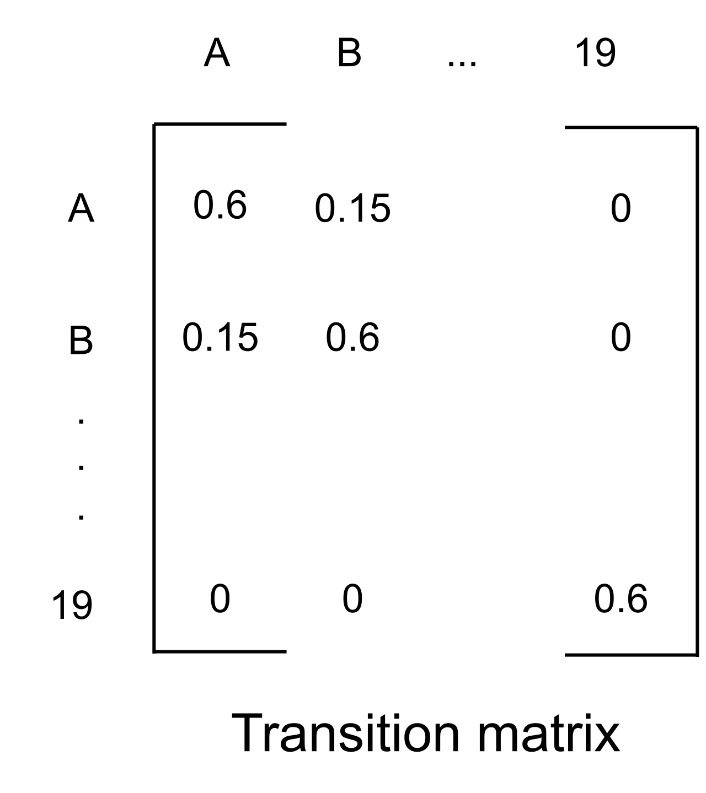 A B ... 19
A 0.6 0.15 0
B 0.15 0.6 0
.
.
.
19 0 0 0.6
Transition matrix